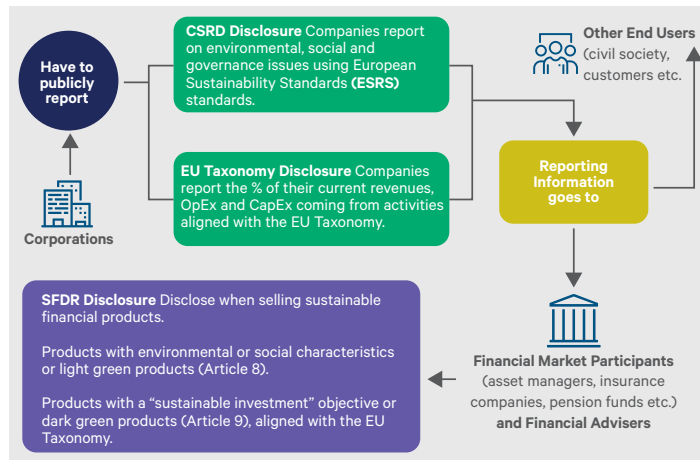 Have to
publicly
report
Corporations
CSRD Disclosure Companies report
on environmental, social and
governance issues using European
Sustainability Standards (ESRS)
standards.
EU Taxonomy Disclosure Companies
report the % of their current revenues,
OpEx and CapEx coming from activities
aligned with the EU Taxonomy.
Other End Users
(civil society,
customers etc.
Reporting
Information
goes to
Financial Market Participants
(asset managers, insurance
companies, pension funds etc.)
and Financial Advisers
SFDR Disclosure Disclose when selling sustainable
financial products.
Products with environmental or social characteristics
or light green products (Article 8).
Products with a “sustainable investment” objective or
dark green products (Article 9), aligned with the EU
Taxonomy.